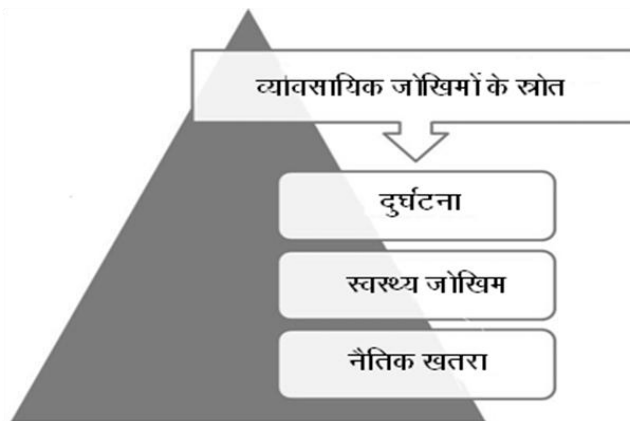 व्यावसायिक जोखिमों के स्त्रोत
दुर्घटना
स्वस्थ्य जोखिम
नैतिक खतरा